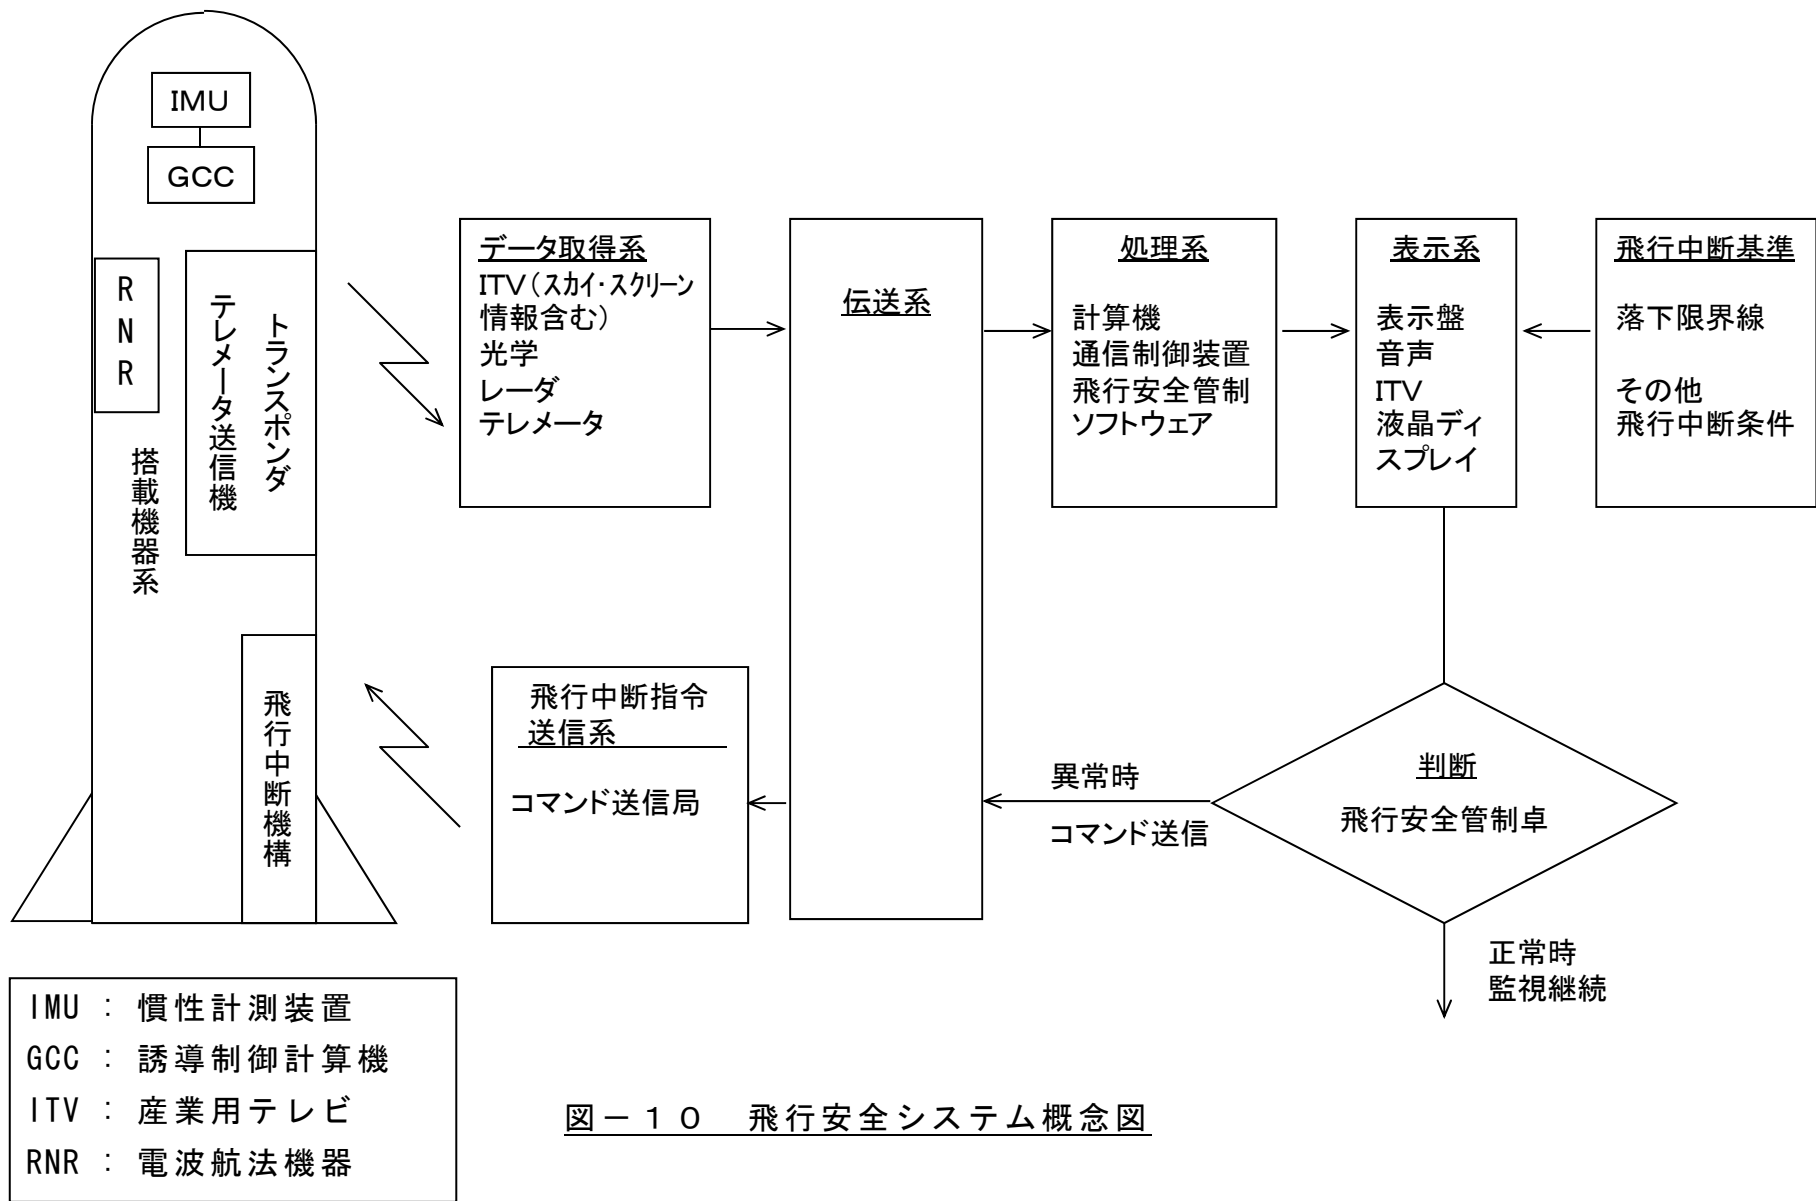 IMU
GCC
RNR
テレメータ送信機
トランスポンダ
搭載機器系
飛行中断機構
データ取得系
ITV(スカイ・スクリーン
情報含む)
光学
レーダ
テレメータ
伝送系
処理系
計算機
通信制御装置
飛行安全管制
ソフトウェア
表示系
表示盤
音声
ITV
液晶ディ
スプレイ
飛行中断基準
落下限界線
その他
飛行中断条件
飛行中断指令
送信系
コマンド送信局
異常時
コマンド送信
判断
飛行安全管制卓
正常時
監視継続
IMU : 慣性計測装置
GCC : 誘導制御計算機
ITV : 産業用テレビ
RNR : 電波航法機器
図-10 飛行安全システム概念図